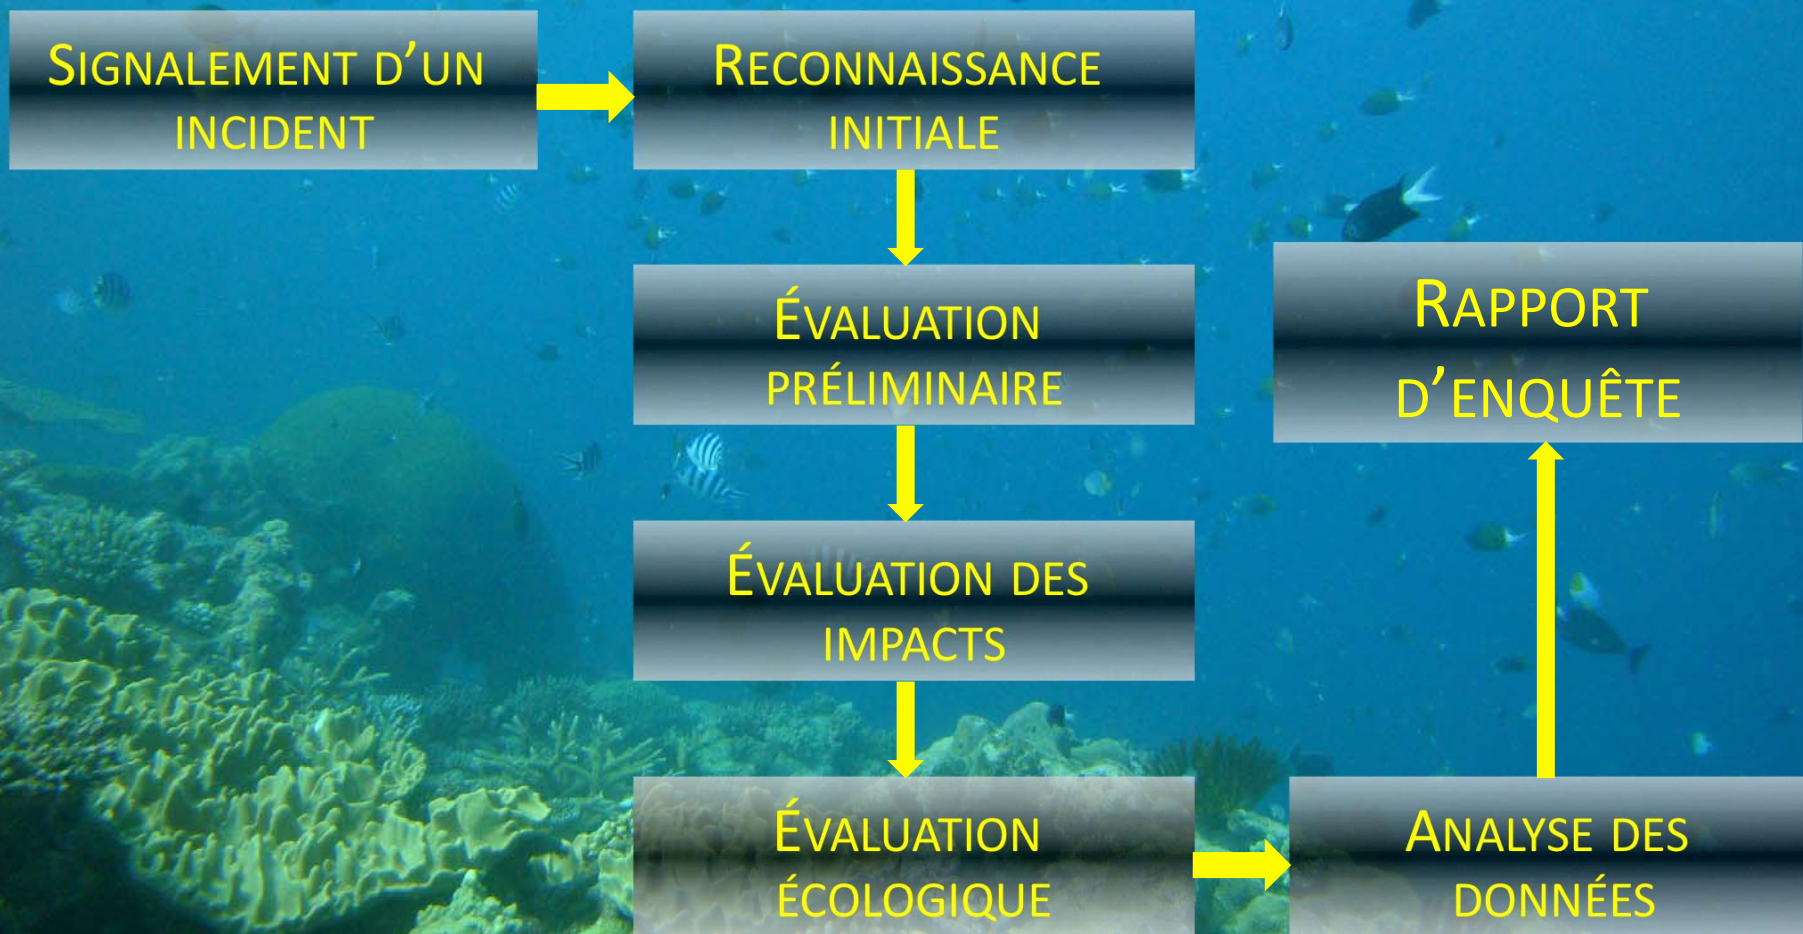 Signalement d’un
incident
Reconnaissance
initiale
Évaluation
préliminaire
Évaluation des
impacts
Évaluation
écologique
Analyse des
données
Rapport
d’enquête